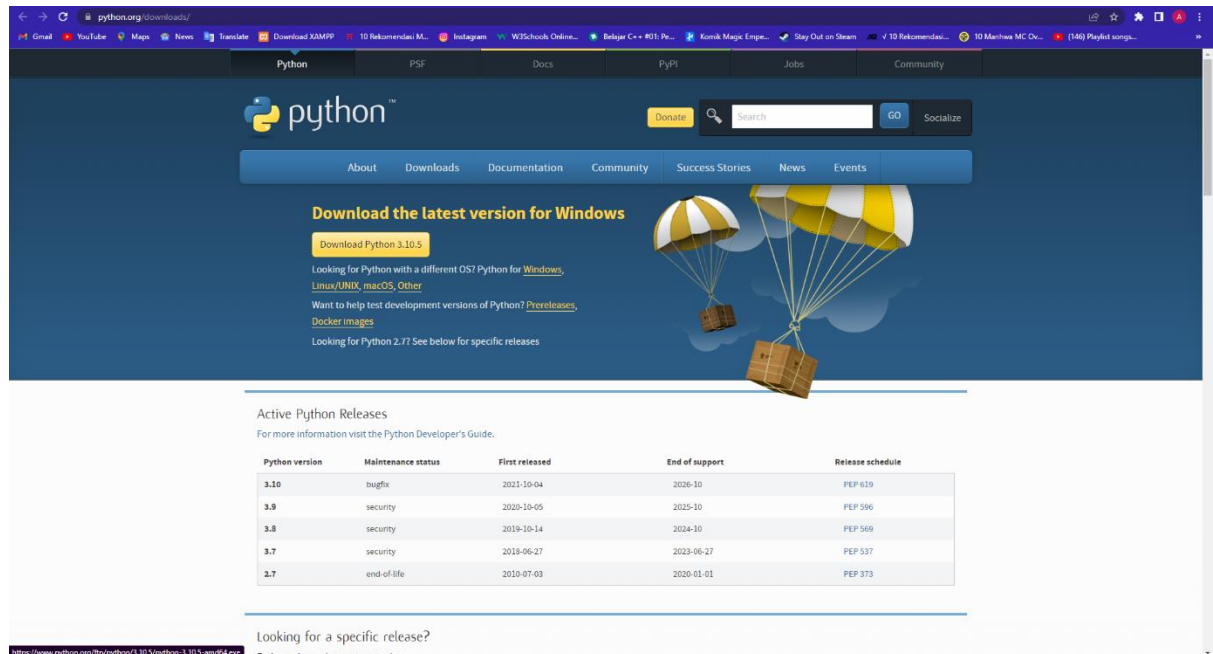 python.org/downloads/
Gmail YouTube Maps News Translate Download XAMPP 10 Rekomendasi M... Instagram W3Schools Online... Belajar C++ #01: Pe... Komik Magic Empe... Stay Out on Steam √ 10 Rekomendasi... 10 Manhwa MC Ov... (146) Playlist songs... »
Python PSF Docs PyPI Jobs Community
python™
Donate Search GO Socialize
About Downloads Documentation Community Success Stories News Events
Download the latest version for Windows
Download Python 3.10.5
Looking for Python with a different OS? Python for Windows,
Linux/UNIX, macOS, Other
Want to help test development versions of Python? Prereleases,
Docker images
Looking for Python 2.7? See below for specific releases
Active Python Releases
For more information visit the Python Developer's Guide.
Python version Maintenance status First released End of support Release schedule
3.10 bugfix 2021-10-04 2026-10 PEP 619
3.9 security 2020-10-05 2025-10 PEP 596
3.8 security 2019-10-14 2024-10 PEP 569
3.7 security 2018-06-27 2023-06-27 PEP 537
2.7 end-of-life 2010-07-03 2020-01-01 PEP 373
Looking for a specific release?
https://www.python.org/ftp/python/3.10.5/python-3.10.5-amd64.exe